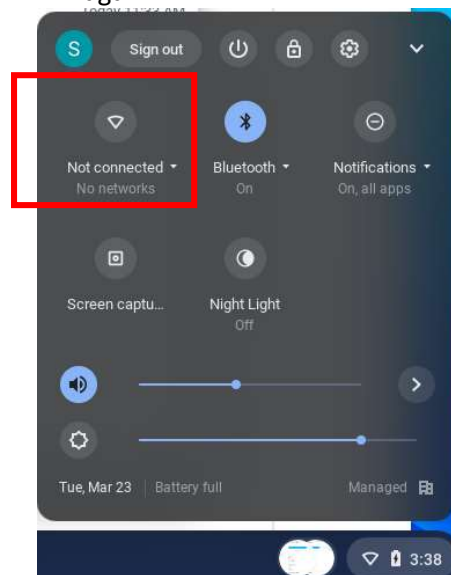 S
Sign out
Not connected
Bluetooth
Notifications
No networks
On
On, all apps
Screen captu...
Night Light
Off
Tue, Mar 23
Battery full
Managed
3:38